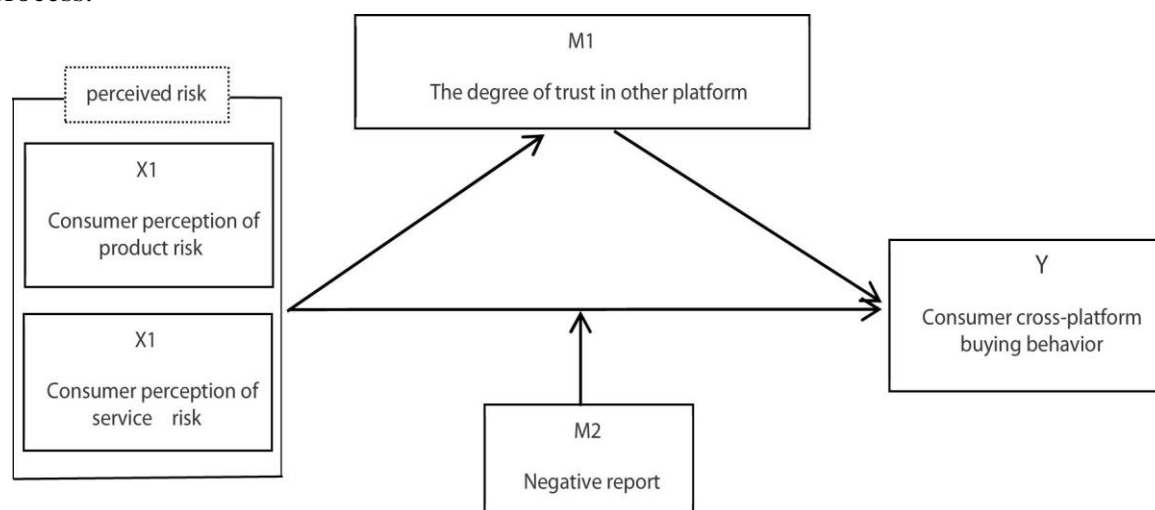 M1
The degree of trust in other platform
perceived risk
X1
Consumer perception of
product risk
X1
Consumer perception of
service risk
Y
Consumer cross-platform
buying behavior
M2
Negative report